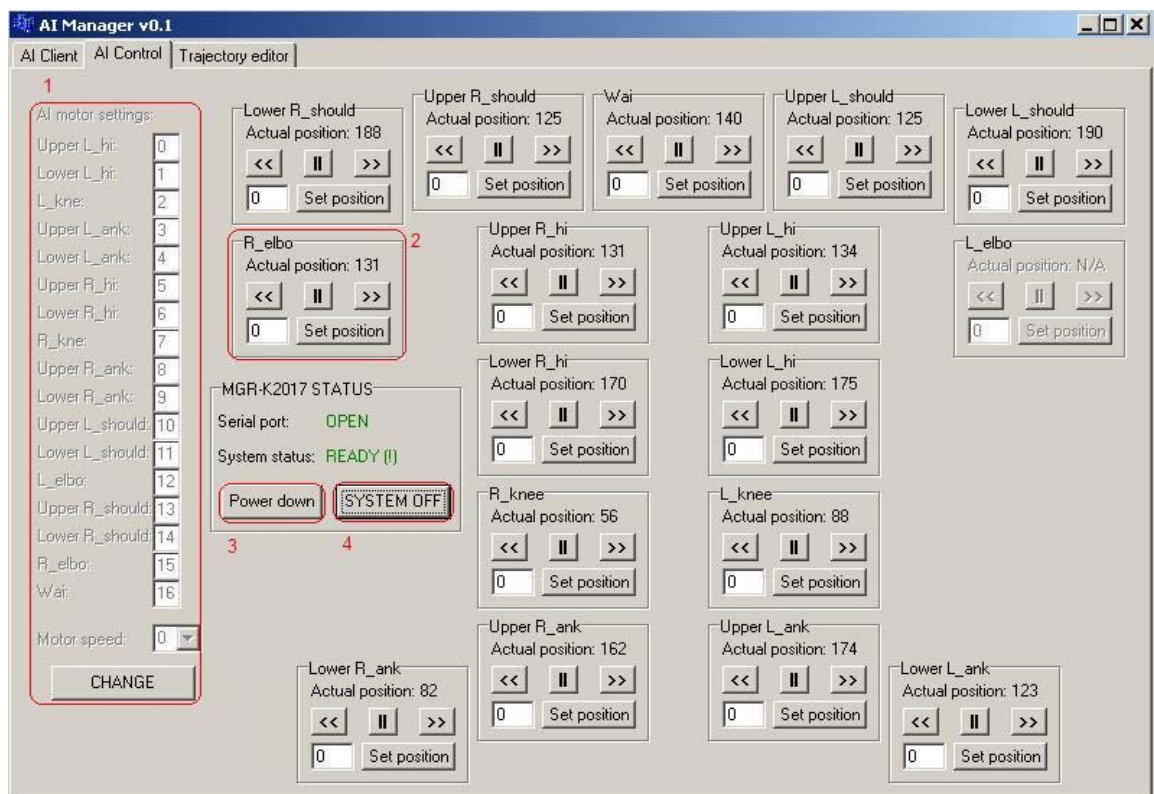 AI Manager v0.1
AI Client AI Control Trajectory editor
1
AI motor settings:
Upper L_hi: 0
Lower L_hi: 1
L_kne: 2
Upper L_ank: 3
Lower L_ank: 4
Upper R_hi: 5
Lower R_hi: 6
R_kne: 7
Upper R_ank: 8
Lower R_ank: 9
Upper L_should: 10
Lower L_should: 11
L_elbo: 12
Upper R_should: 13
Lower R_should: 14
R_elbo: 15
Wai: 16
Motor speed: 0
CHANGE
Lower R_should
Actual position: 188
<< II >>
0 Set position
Upper R_should
Actual position: 125
<< II >>
0 Set position
Wai
Actual position: 140
<< II >>
0 Set position
Upper L_should
Actual position: 125
<< II >>
0 Set position
Lower L_should
Actual position: 190
<< II >>
0 Set position
R_elbo
2
Actual position: 131
<< II >>
0 Set position
Upper R_hi
Actual position: 131
<< II >>
0 Set position
Upper L_hi
Actual position: 134
<< II >>
0 Set position
L_elbo
Actual position: N/A
<< II >>
0 Set position
MGR-K2017 STATUS
Serial port: OPEN
System status: READY (!)
Power down SYSTEM OFF
3 4
Lower R_hi
Actual position: 170
<< II >>
0 Set position
Lower L_hi
Actual position: 175
<< II >>
0 Set position
R_knee
Actual position: 56
<< II >>
0 Set position
L_knee
Actual position: 88
<< II >>
0 Set position
Upper R_ank
Actual position: 162
<< II >>
0 Set position
Upper L_ank
Actual position: 174
<< II >>
0 Set position
Lower R_ank
Actual position: 82
<< II >>
0 Set position
Lower L_ank
Actual position: 123
<< II >>
0 Set position